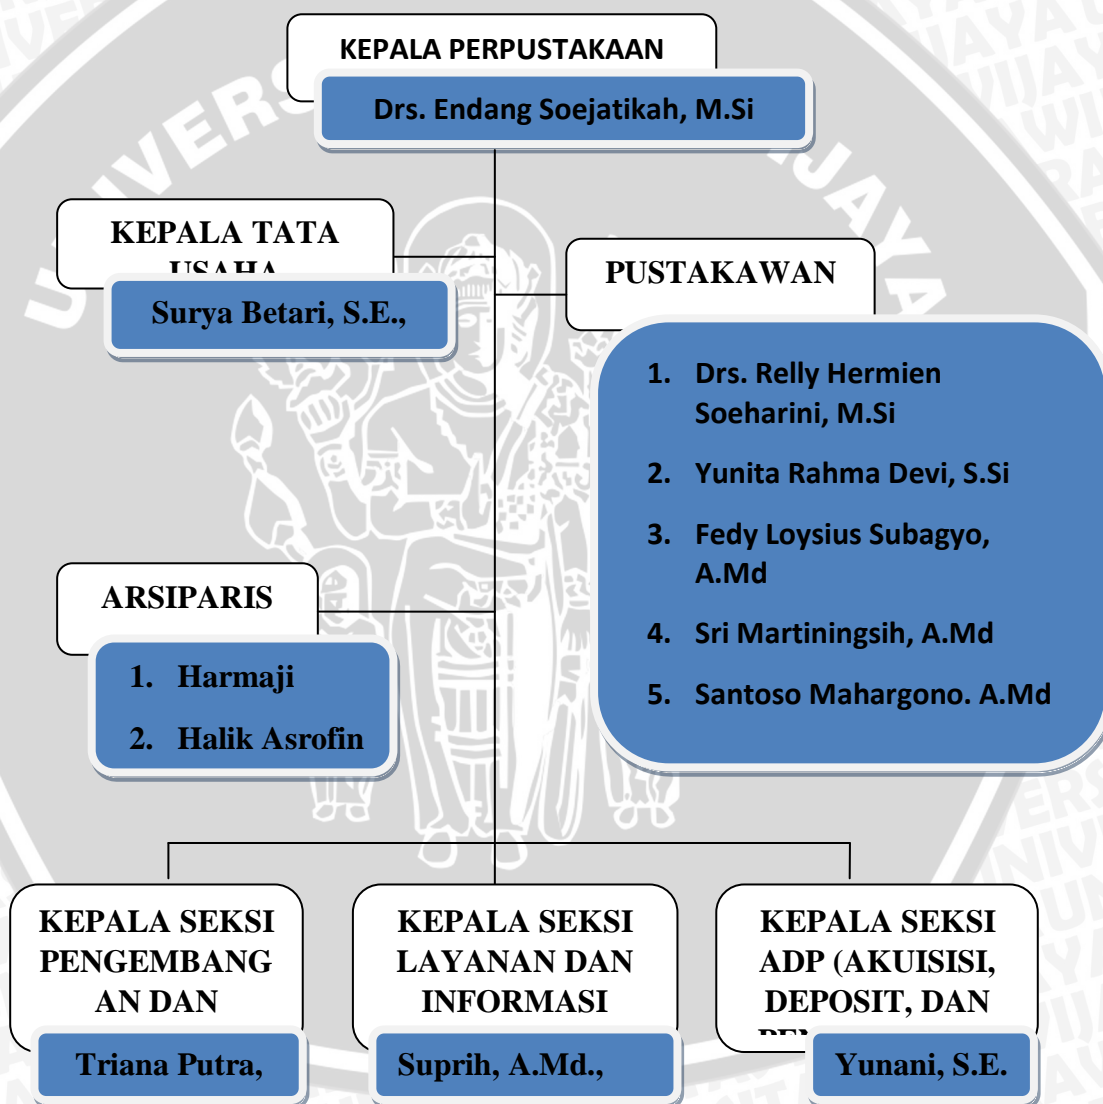 KEPALA PERPUSTAKAAN
Drs. Endang Soejatikah, M.Si
KEPALA TATA
USAHA
Surya Betari, S.E.,
PUSTAKAWAN
1. Drs. Relly Hermien
Soeharini, M.Si
2. Yunita Rahma Devi, S.Si
3. Fedy Loysius Subagyo,
A.Md
4. Sri Martiningsih, A.Md
5. Santoso Mahargono. A.Md
ARSIPARIS
1. Harmaji
2. Halik Asrofin
KEPALA SEKSI
PENGEMBANG
AN DAN
Triana Putra,
KEPALA SEKSI
LAYANAN DAN
INFORMASI
Suprih, A.Md.,
KEPALA SEKSI
ADP (AKUISISI,
DEPOSIT, DAN
Yunani, S.E.